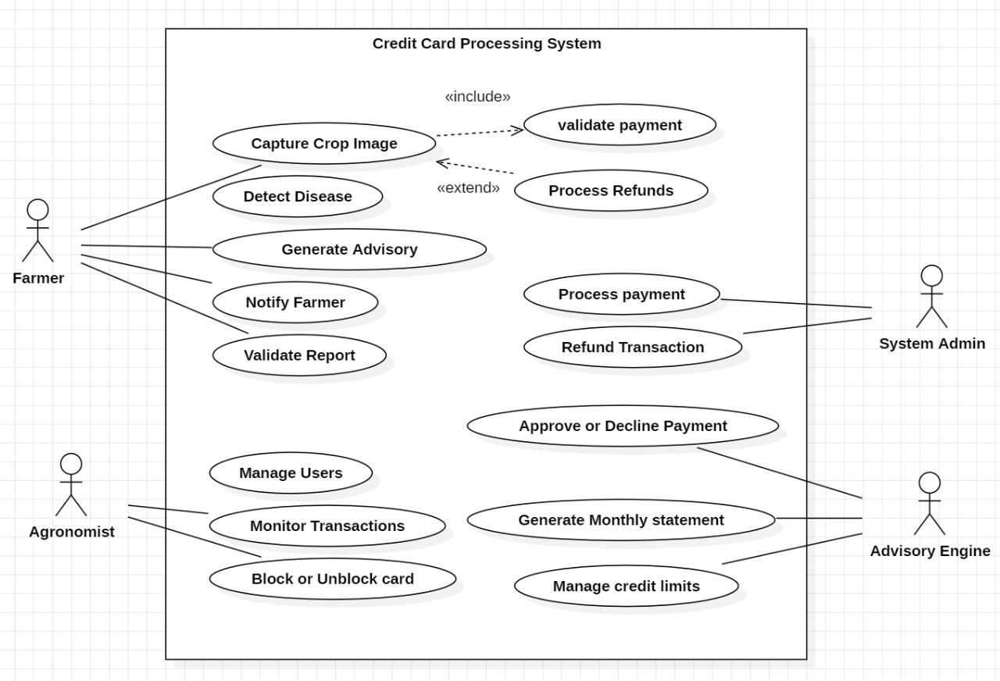 Credit Card Processing System
«include»
validate payment
Capture Crop Image
«extend»
Process Refunds
Detect Disease
Generate Advisory
Farmer
Notify Farmer
Process payment
Validate Report
Refund Transaction
System Admin
Approve or Decline Payment
Manage Users
Monitor Transactions
Generate Monthly statement
Agronomist
Advisory Engine
Block or Unblock card
Manage credit limits